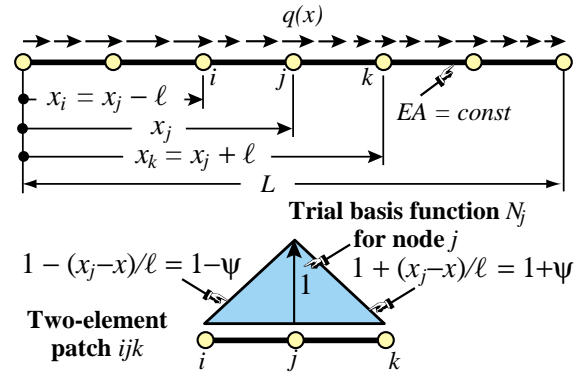 q(x)
i
j
k
x_i = x_j − ℓ
EA = const
x_j
x_k = x_j + ℓ
L
Trial basis function N_j
for node j
1 − (x_j−x)/ℓ = 1−ψ
1 + (x_j−x)/ℓ = 1+ψ
1
Two-element
patch ijk
i
j
k